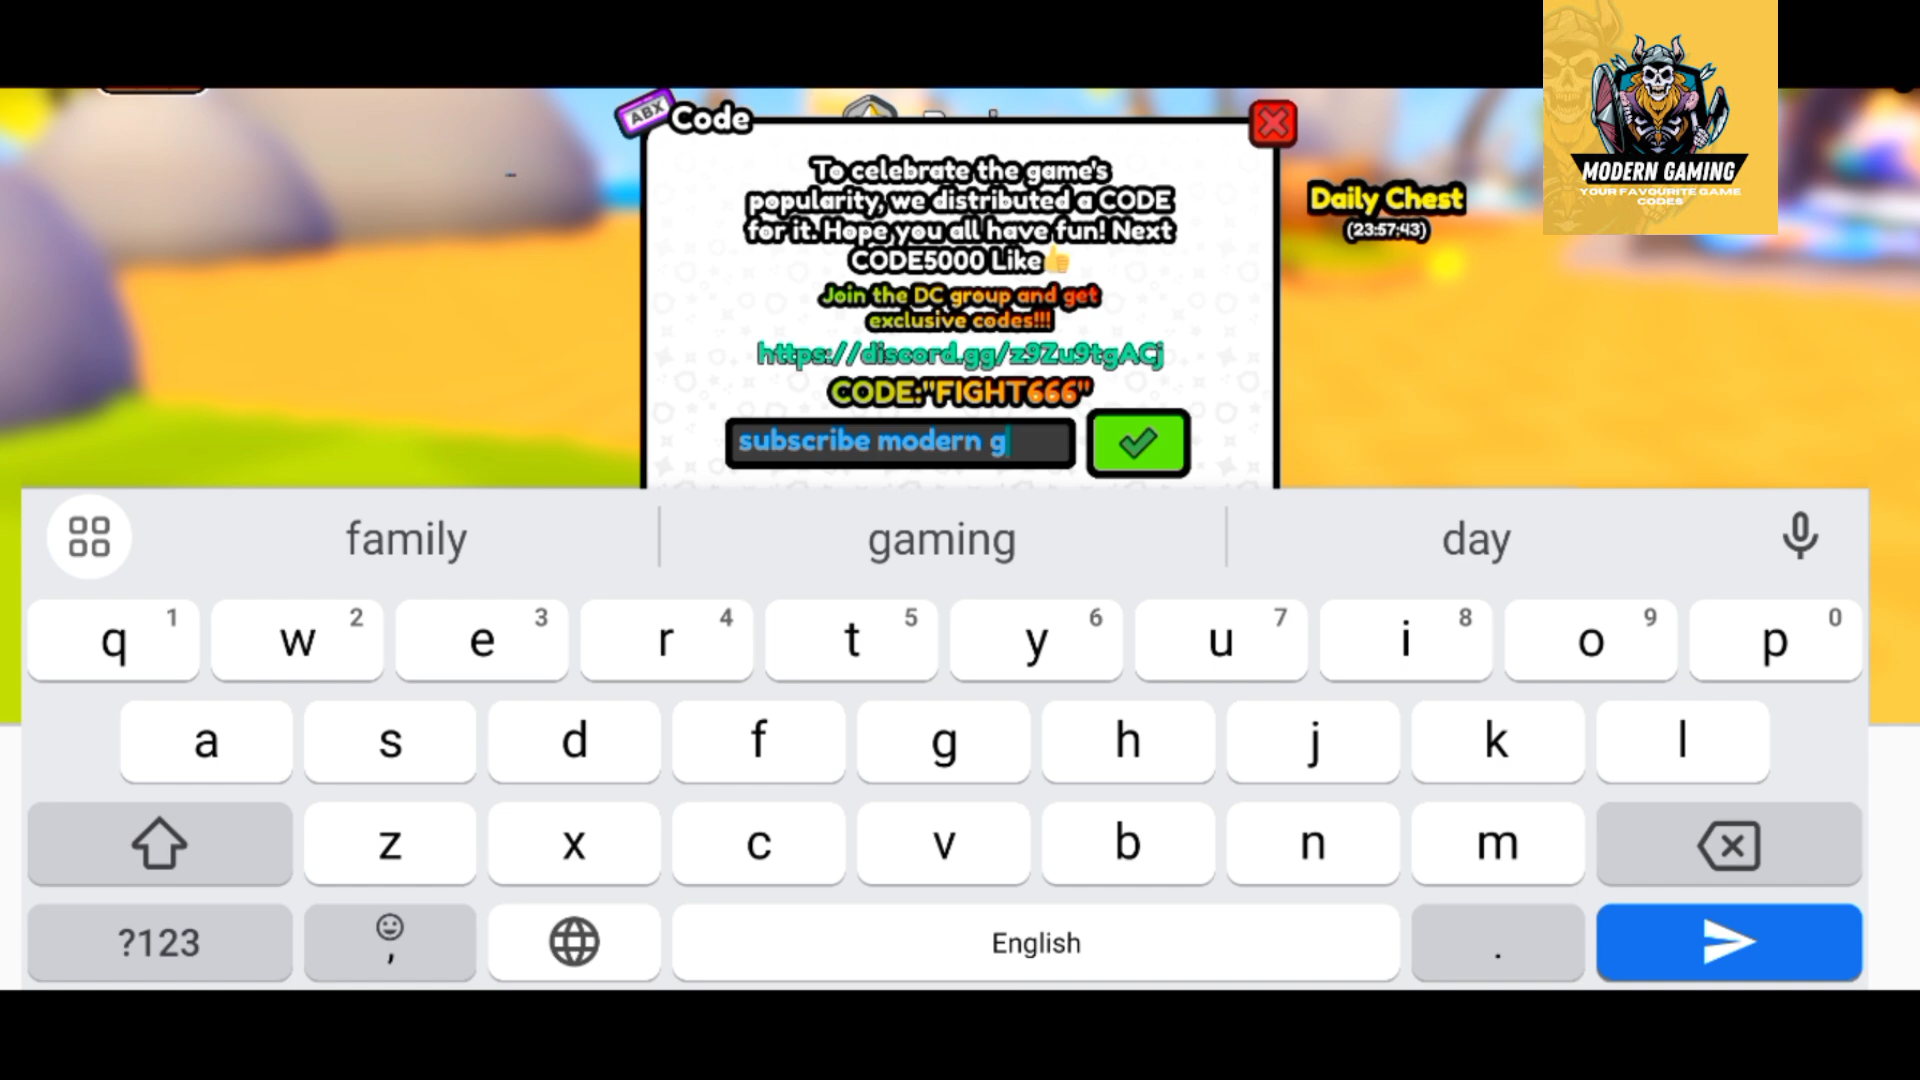 ABX Code
To celebrate the game's
popularity, we distributed a CODE
for it. Hope you all have fun! Next
CODE5000 Like👍
Join the DC group and get
exclusive codes!!!
https://discord.gg/z9Zu9tgACj
CODE:"FIGHT666"
subscribe modern g
Daily Chest
(23:57:43)
MODERN GAMING
YOUR FAVOURITE GAME
CODES
family gaming day
q 1 w 2 e 3 r 4 t 5 y 6 u 7 i 8 o 9 p 0
a s d f g h j k l
z x c v b n m
?123 , English .